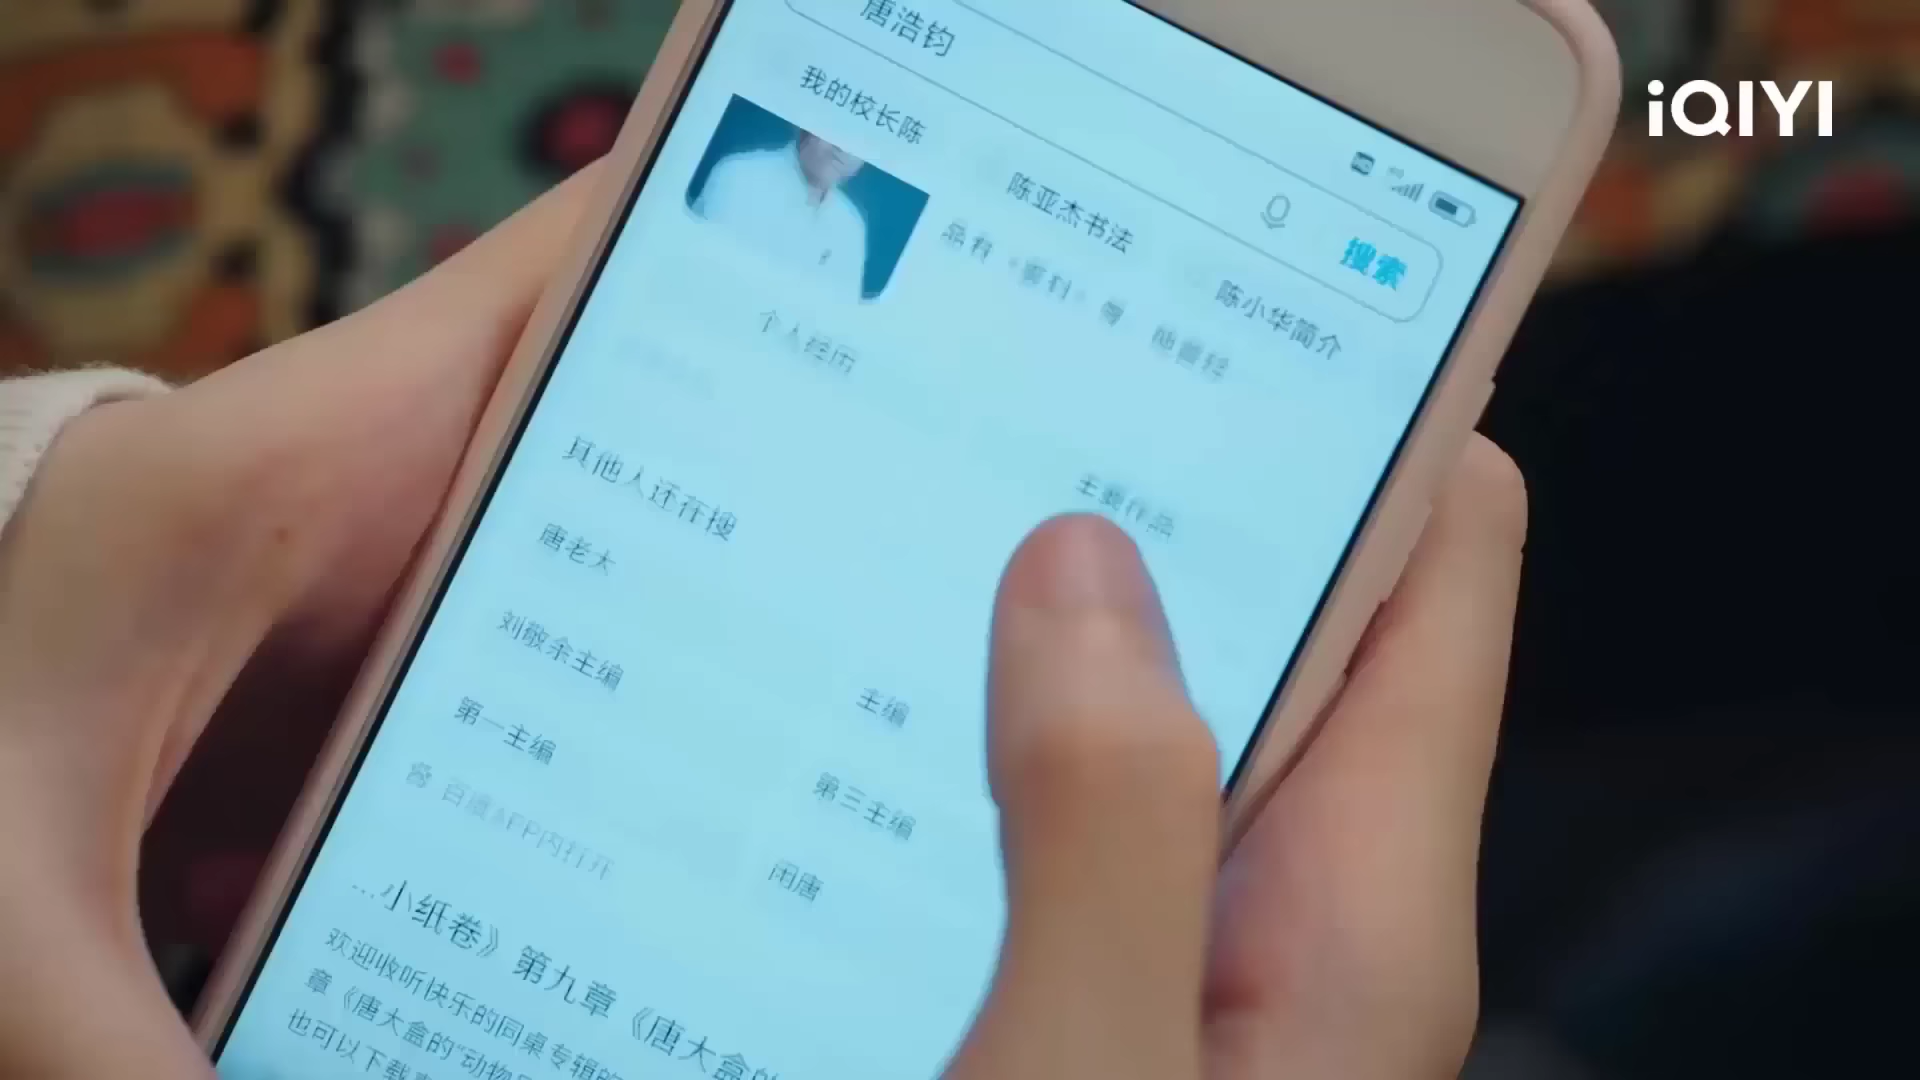 iQIYI
唐浩钧
搜索
我的校长陈
陈亚杰书法
陈小华简介
个人经历
主要作品
其他人还在搜
唐老大
刘敬余主编
主编
第一主编
第三主编
百度APP内打开
闲唐
...小纸卷》第九章《唐大盒的
欢迎收听快乐的同桌专辑的
章《唐大盒的“动物
也可以下载